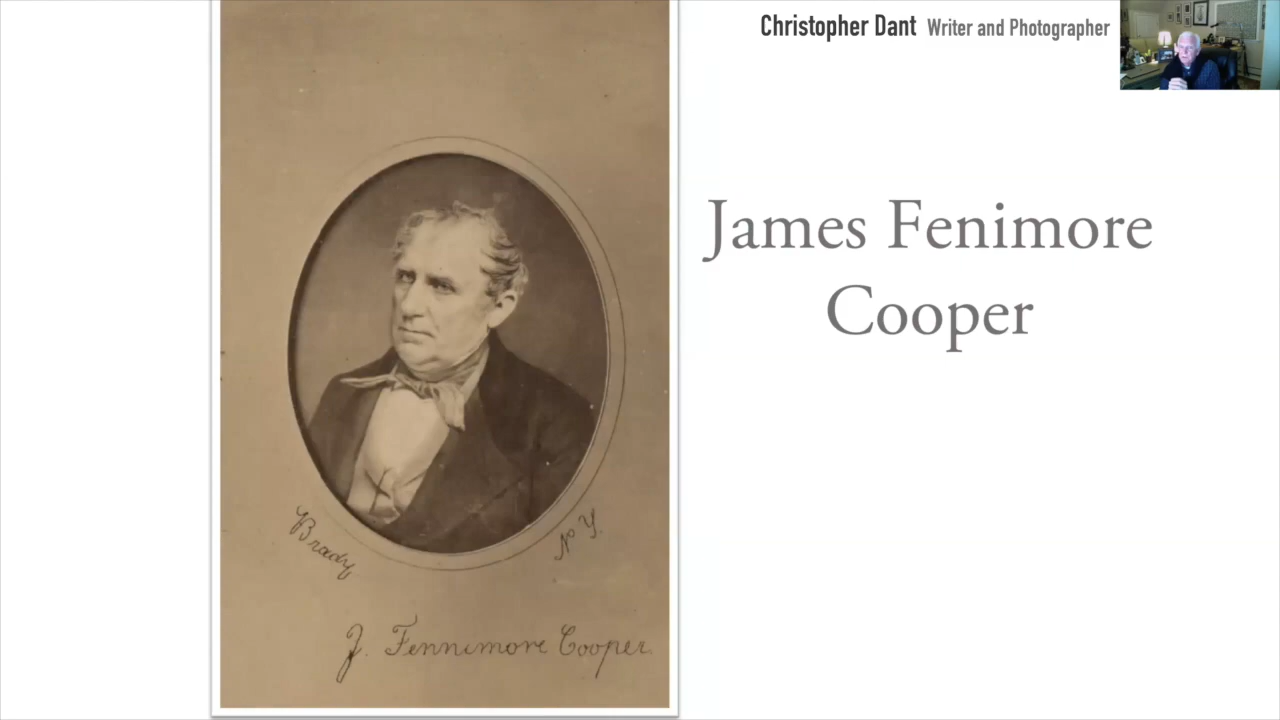 Christopher Dant Writer and Photographer
James Fenimore
Cooper
Brady
N Y.
J. Fennimore Cooper.